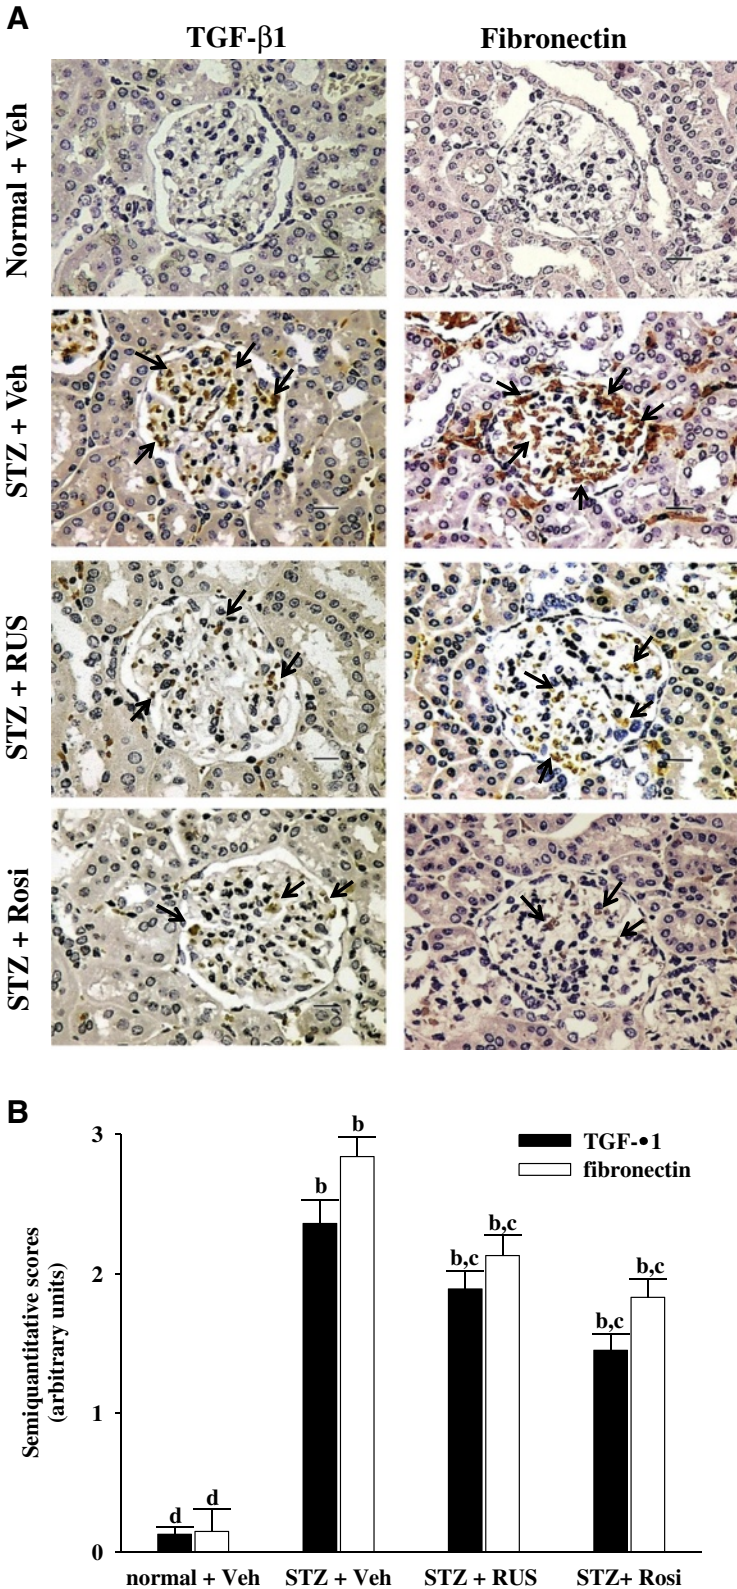 A
TGF-β1 Fibronectin
Normal + Veh
STZ + Veh
STZ + RUS
STZ + Rosi
B
3
2
1
0
Semiquantitative scores
(arbitrary units)
TGF-•1
fibronectin
d d
b b
b,c b,c
b,c b,c
normal + Veh STZ + Veh STZ + RUS STZ+ Rosi